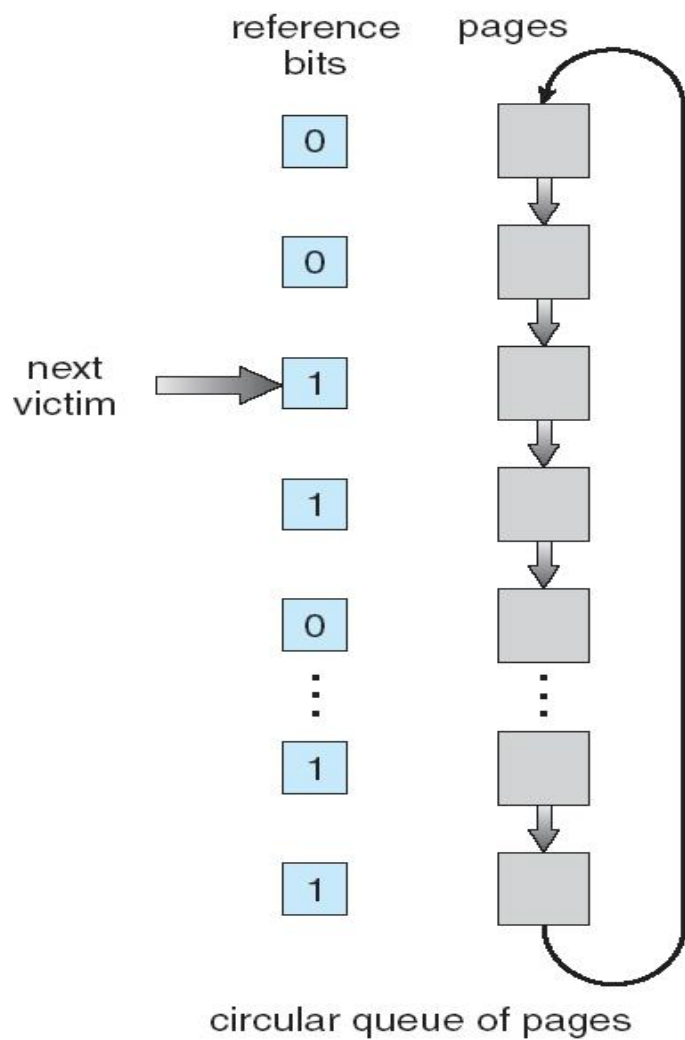 reference
bits
pages
0
0
next
victim
1
1
0
1
1
circular queue of pages